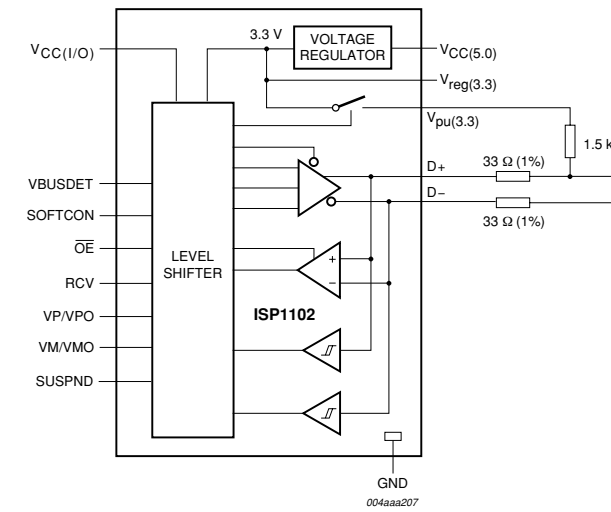 3.3 V
VOLTAGE
REGULATOR
VCC(I/O)
VCC(5.0)
Vreg(3.3)
Vpu(3.3)
1.5 k
33 Ω (1%)
D+
D−
33 Ω (1%)
VBUSDET
SOFTCON
OE
RCV
VP/VPO
VM/VMO
SUSPND
LEVEL
SHIFTER
+
−
ISP1102
GND
004aaa207